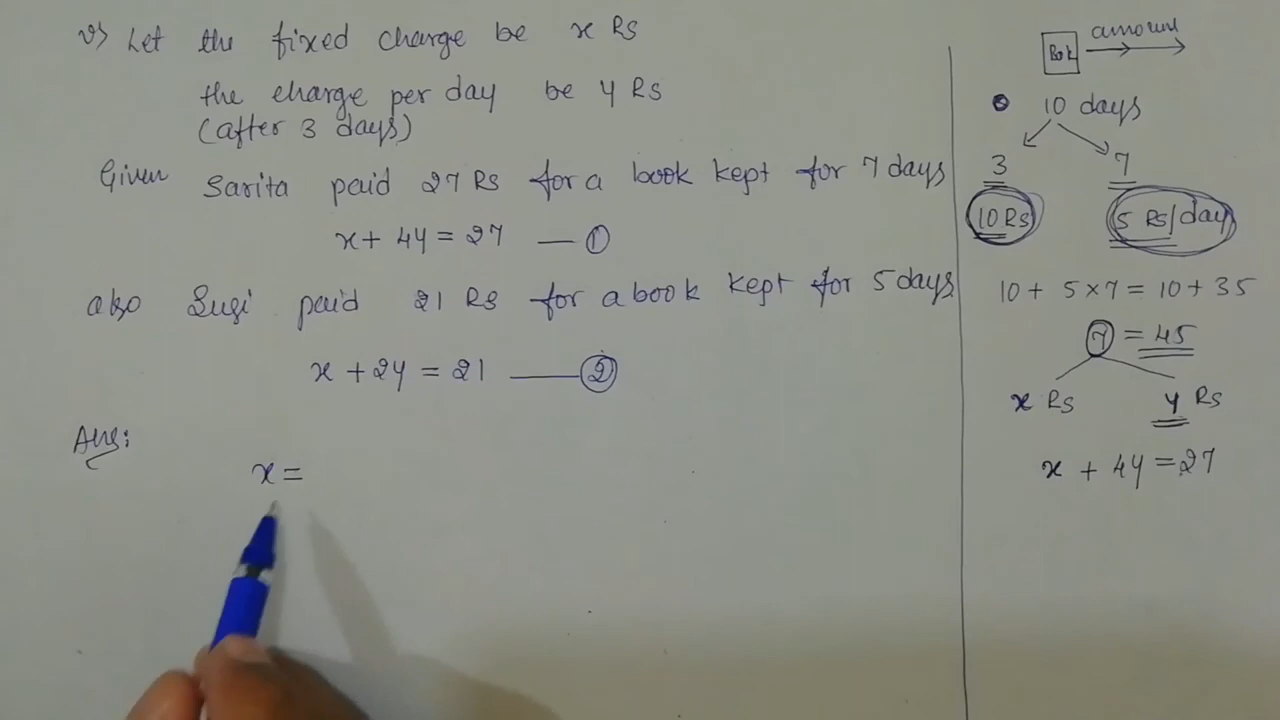 v) Let the fixed charge be x Rs
the charge per day be y Rs
(after 3 days)
Given Sarita paid 27 Rs for a book kept for 7 days
x + 4y = 27 — ①
also Susi paid 21 Rs for a book kept for 5 days
x + 2y = 21 — ②
Ans:
x =
Book amount
10 days
3 7
10 Rs 5 Rs/day
10 + 5 × 7 = 10 + 35
7 = 45
x Rs y Rs
x + 4y = 27